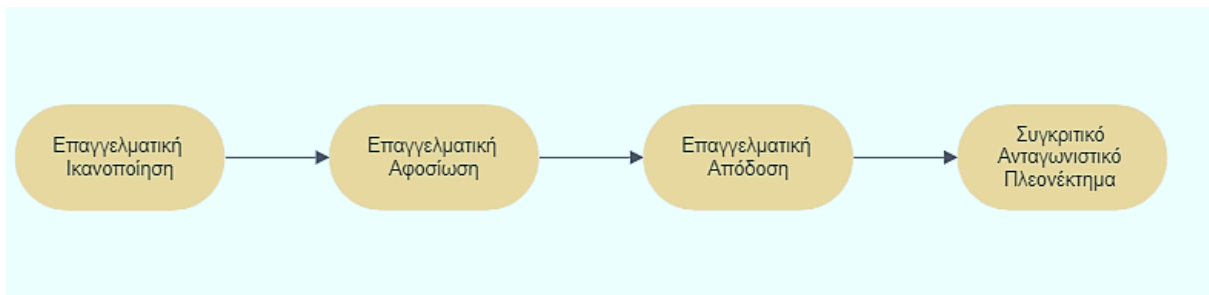 Επαγγελματική
Ικανοποίηση
Επαγγελματική
Αφοσίωση
Επαγγελματική
Απόδοση
Συγκριτικό
Ανταγωνιστικό
Πλεονέκτημα